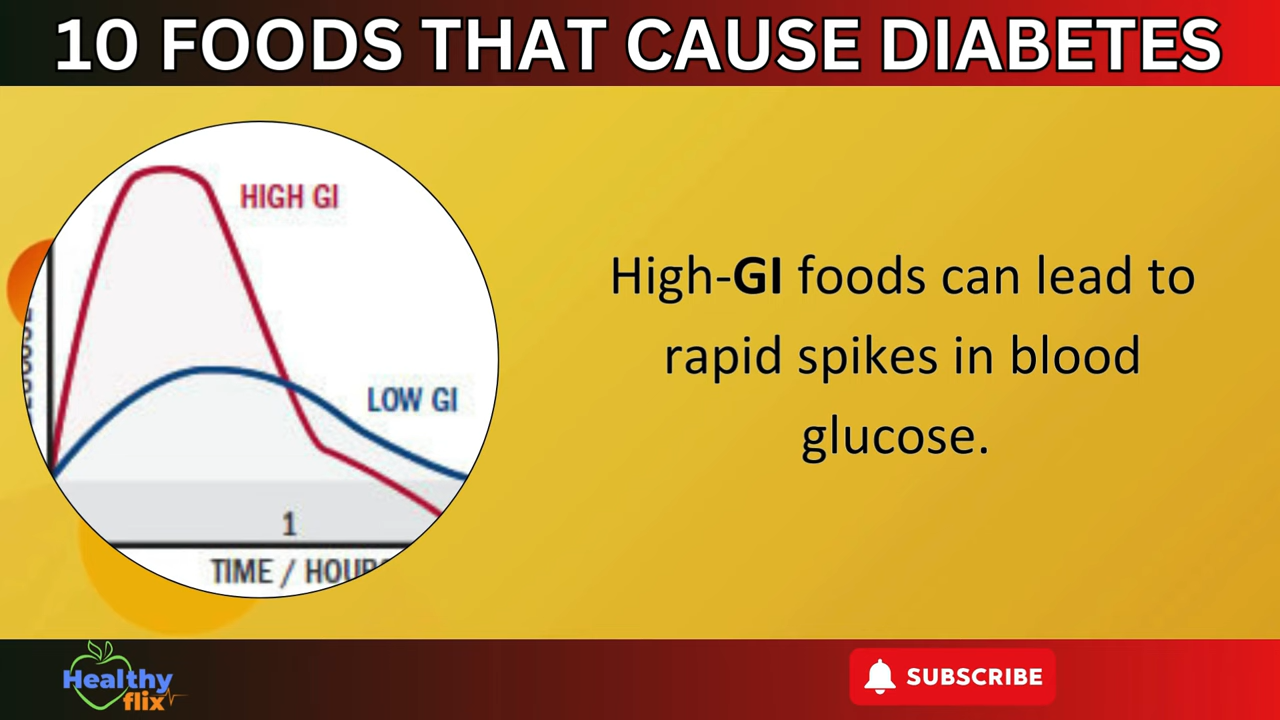 10 FOODS THAT CAUSE DIABETES
HIGH GI
LOW GI
1
TIME /
High-GI foods can lead to
rapid spikes in blood
glucose.
Healthy
flix
SUBSCRIBE